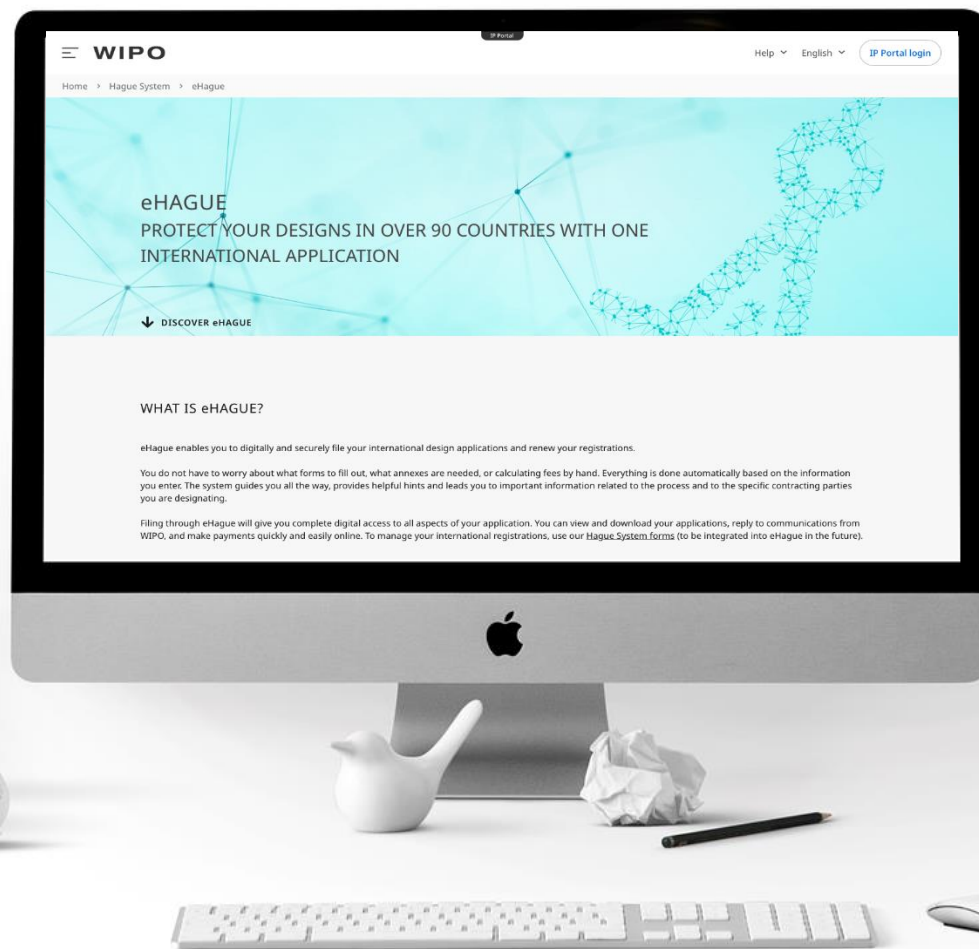 IP Portal
WIPO
Help
English
IP Portal login
Home > Hague System > eHague
eHAGUE
PROTECT YOUR DESIGNS IN OVER 90 COUNTRIES WITH ONE
INTERNATIONAL APPLICATION
DISCOVER eHAGUE
WHAT IS eHAGUE?
eHague enables you to digitally and securely file your international design applications and renew your registrations.
You do not have to worry about what forms to fill out, what annexes are needed, or calculating fees by hand. Everything is done automatically based on the information
you enter. The system guides you all the way, provides helpful hints and leads you to important information related to the process and to the specific contracting parties
you are designating.
Filing through eHague will give you complete digital access to all aspects of your application. You can view and download your applications, reply to communications from
WIPO, and make payments quickly and easily online. To manage your international registrations, use our Hague System forms (to be integrated into eHague in the future).